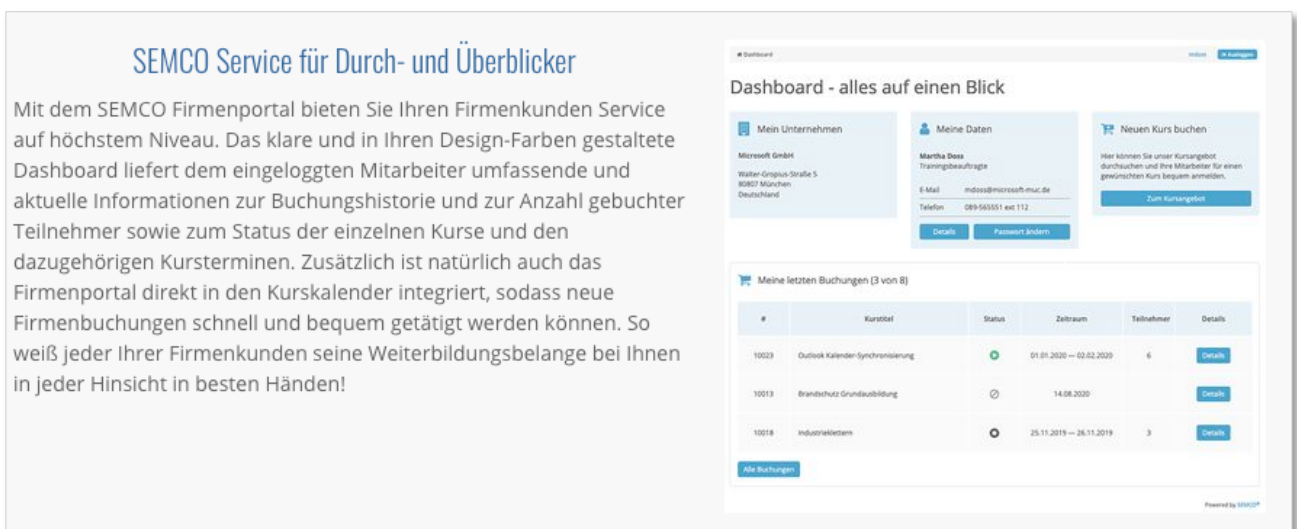 SEMCO Service für Durch- und Überblicker
Mit dem SEMCO Firmenportal bieten Sie Ihren Firmenkunden Service
auf höchstem Niveau. Das klare und in Ihren Design-Farben gestaltete
Dashboard liefert dem eingeloggten Mitarbeiter umfassende und
aktuelle Informationen zur Buchungshistorie und zur Anzahl gebuchter
Teilnehmer sowie zum Status der einzelnen Kurse und den
dazugehörigen Kursterminen. Zusätzlich ist natürlich auch das
Firmenportal direkt in den Kurskalender integriert, sodass neue
Firmenbuchungen schnell und bequem getätigt werden können. So
weiß jeder Ihrer Firmenkunden seine Weiterbildungsbelange bei Ihnen
in jeder Hinsicht in besten Händen!
Dashboard
mdoss Ausloggen
Dashboard - alles auf einen Blick
Mein Unternehmen
Microsoft GmbH
Walter-Gropius-Straße 5
80807 München
Deutschland
Meine Daten
Martha Doss
Trainingsbeauftragte
E-Mail mdoss@microsoft-muc.de
Telefon 089-565551 ext 112
Details Passwort ändern
Neuen Kurs buchen
Hier können Sie unser Kursangebot
durchsuchen und Ihre Mitarbeiter für einen
gewünschten Kurs bequem anmelden.
Zum Kursangebot
Meine letzten Buchungen (3 von 8)
# Kurstitel Status Zeitraum Teilnehmer Details
10023 Outlook Kalender-Synchronisierung 01.01.2020 — 02.02.2020 6 Details
10013 Brandschutz Grundausbildung 14.08.2020 Details
10018 Industrieklettern 25.11.2019 — 26.11.2019 3 Details
Alle Buchungen
Powered by SEMCO®